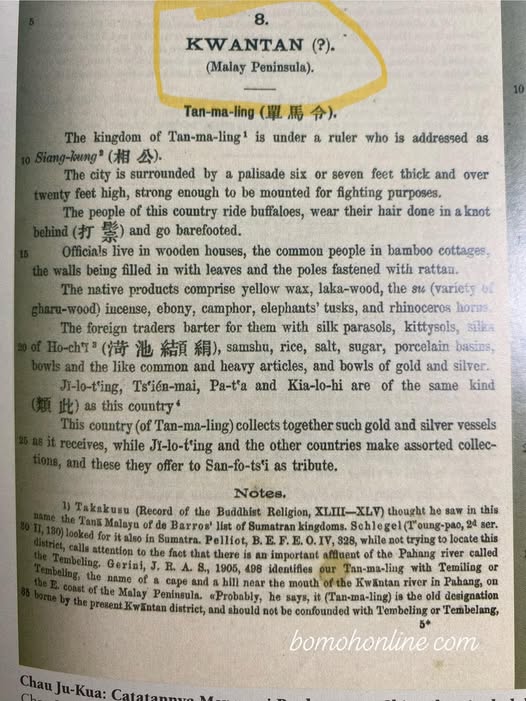 5
10
8.
KWANTAN (?).
(Malay Peninsula).
Tan-ma-ling (單馬令).
The kingdom of Tan-ma-ling¹ is under a ruler who is addressed as
10 Siang-kung² (相公).
The city is surrounded by a palisade six or seven feet thick and over
twenty feet high, strong enough to be mounted for fighting purposes.
The people of this country ride buffaloes, wear their hair done in a knot
behind (打鬃) and go barefooted.
15 Officials live in wooden houses, the common people in bamboo cottages,
the walls being filled in with leaves and the poles fastened with rattan.
The native products comprise yellow wax, laka-wood, the su (variety of
gharu-wood) incense, ebony, camphor, elephants' tusks, and rhinoceros horns.
The foreign traders barter for them with silk parasols, kittysols, silks
20 of Ho-ch'ï³ (池絹), samshu, rice, salt, sugar, porcelain basins,
bowls and the like common and heavy articles, and bowls of gold and silver.
Jï-lo-t'ing, Ts'ién-mai, Pa-t'a and Kia-lo-hi are of the same kind
(類此) as this country⁴
This country (of Tan-ma-ling) collects together such gold and silver vessels
25 as it receives, while Jï-lo-t'ing and the other countries make assorted collec-
tions, and these they offer to San-fo-ts'i as tribute.
Notes.
1) Takakusu (Record of the Buddhist Religion, XLIII—XLV) thought he saw in this
name the Tanā Malayu of de Barros' list of Sumatran kingdoms. Schlegel (T'oung-pao, 2ᵈ ser.
30 II, 130) looked for it also in Sumatra. Pelliot, B. E. F. E. O. IV, 328, while not trying to locate this
district, calls attention to the fact that there is an important affluent of the Pahang river called
the Tembeling. Gerini, J. R. A. S., 1905, 498 identifies our Tan-ma-ling with Temiling or
Tembeling, the name of a cape and a hill near the mouth of the Kwăntan river in Pahang, on
the E. coast of the Malay Peninsula. «Probably, he says, it (Tan-ma-ling) is the old designation
35 borne by the present Kwăntan district, and should not be confounded with Tembeling or Tembelang,
5*
bomohonline com
Chau Ju-Kua: Catatannya